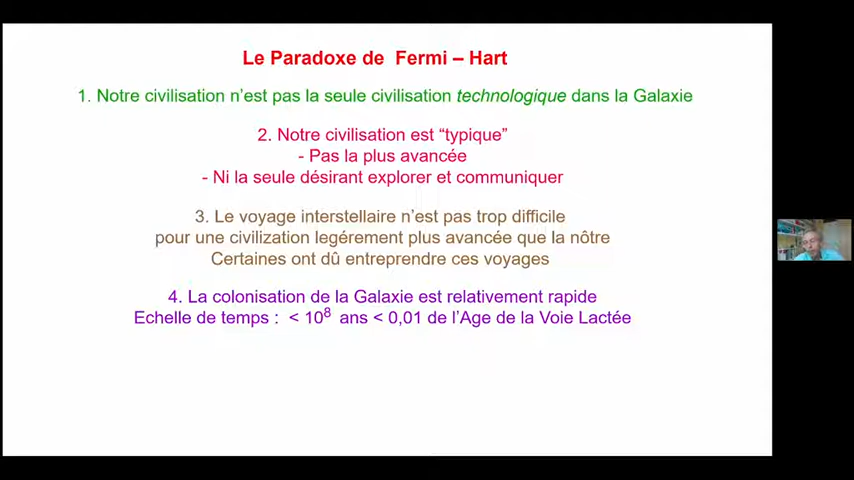 Le Paradoxe de Fermi – Hart
1. Notre civilisation n’est pas la seule civilisation technologique dans la Galaxie
2. Notre civilisation est “typique”
- Pas la plus avancée
- Ni la seule désirant explorer et communiquer
3. Le voyage interstellaire n’est pas trop difficile
pour une civilization legérement plus avancée que la nôtre
Certaines ont dû entreprendre ces voyages
4. La colonisation de la Galaxie est relativement rapide
Echelle de temps : < 10⁸ ans < 0,01 de l’Age de la Voie Lactée